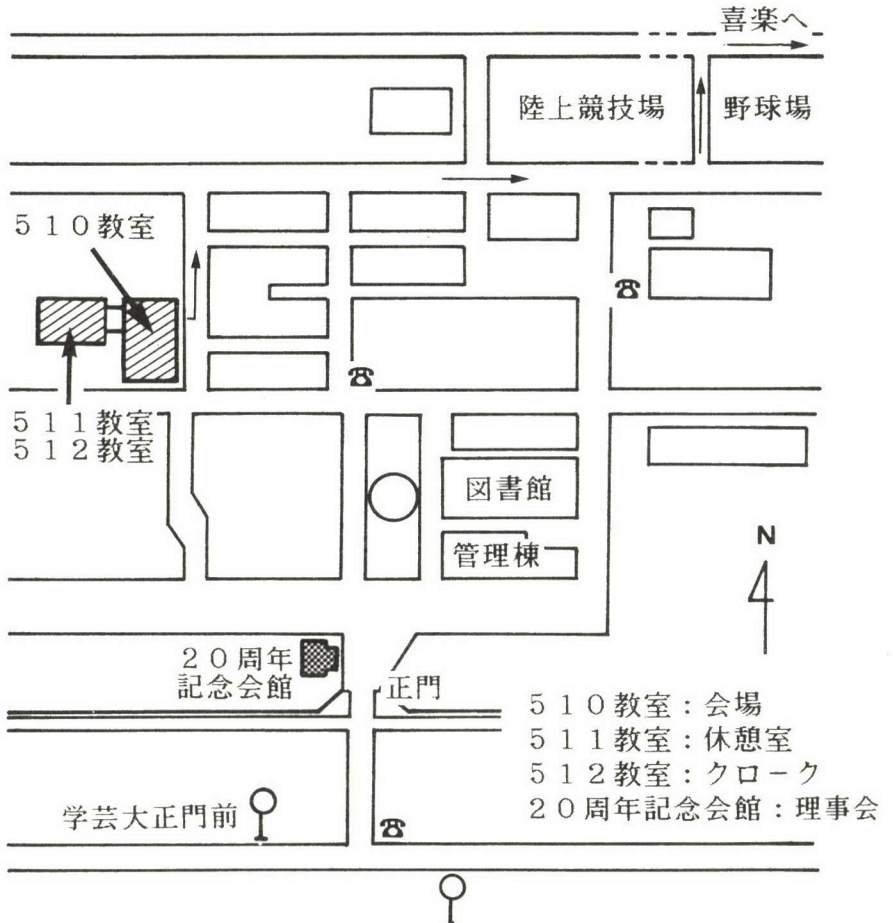 喜楽へ
陸上競技場
野球場
５１０教室
５１１教室
５１２教室
図書館
管理棟
N
２０周年
記念会館
正門
５１０教室：会場
５１１教室：休憩室
５１２教室：クローク
２０周年記念会館：理事会
学芸大正門前